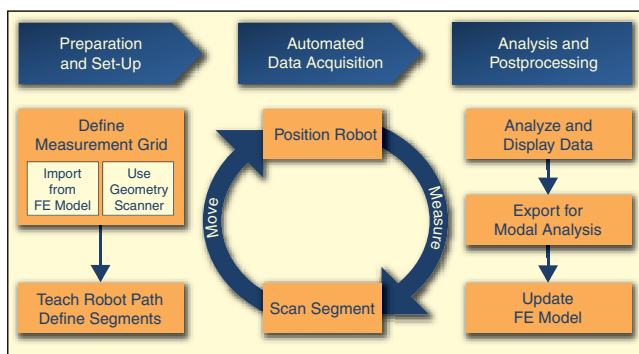 Preparation
and Set-Up
Automated
Data Acquisition
Analysis and
Postprocessing
Define
Measurement Grid
Import
from
FE Model
Use
Geometry
Scanner
Teach Robot Path
Define Segments
Position Robot
Measure
Scan Segment
Move
Analyze and
Display Data
Export for
Modal Analysis
Update
FE Model